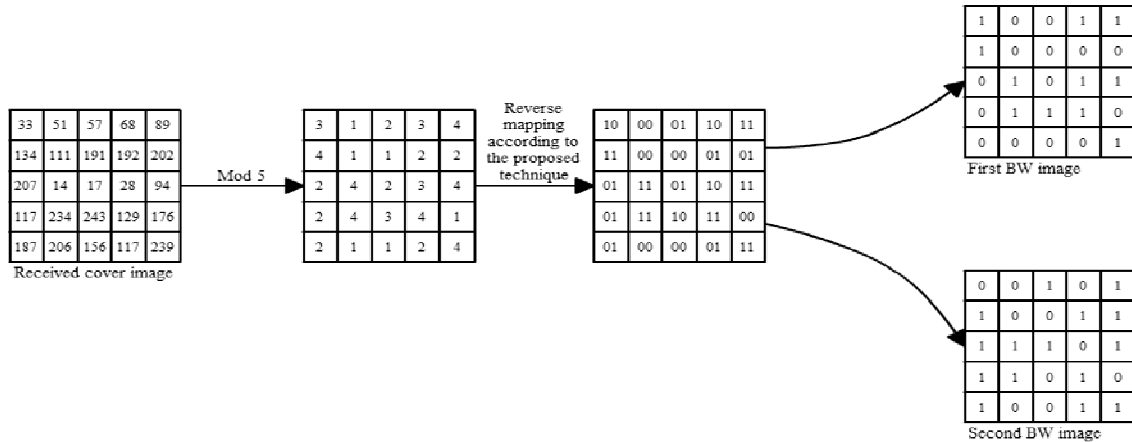 1 0 0 1 1
1 0 0 0 0
0 1 0 1 1
0 1 1 1 0
0 0 0 0 1
First BW image
33 51 57 68 89
134 111 191 192 202
207 14 17 28 94
117 234 243 129 176
187 206 156 117 239
Received cover image
Mod 5
3 1 2 3 4
4 1 1 2 2
2 4 2 3 4
2 4 3 4 1
2 1 1 2 4
Reverse
mapping
according to
the proposed
technique
10 00 01 10 11
11 00 00 01 01
01 11 01 10 11
01 11 10 11 00
01 00 00 01 11
0 0 1 0 1
1 0 0 1 1
1 1 1 0 1
1 1 0 1 0
1 0 0 1 1
Second BW image